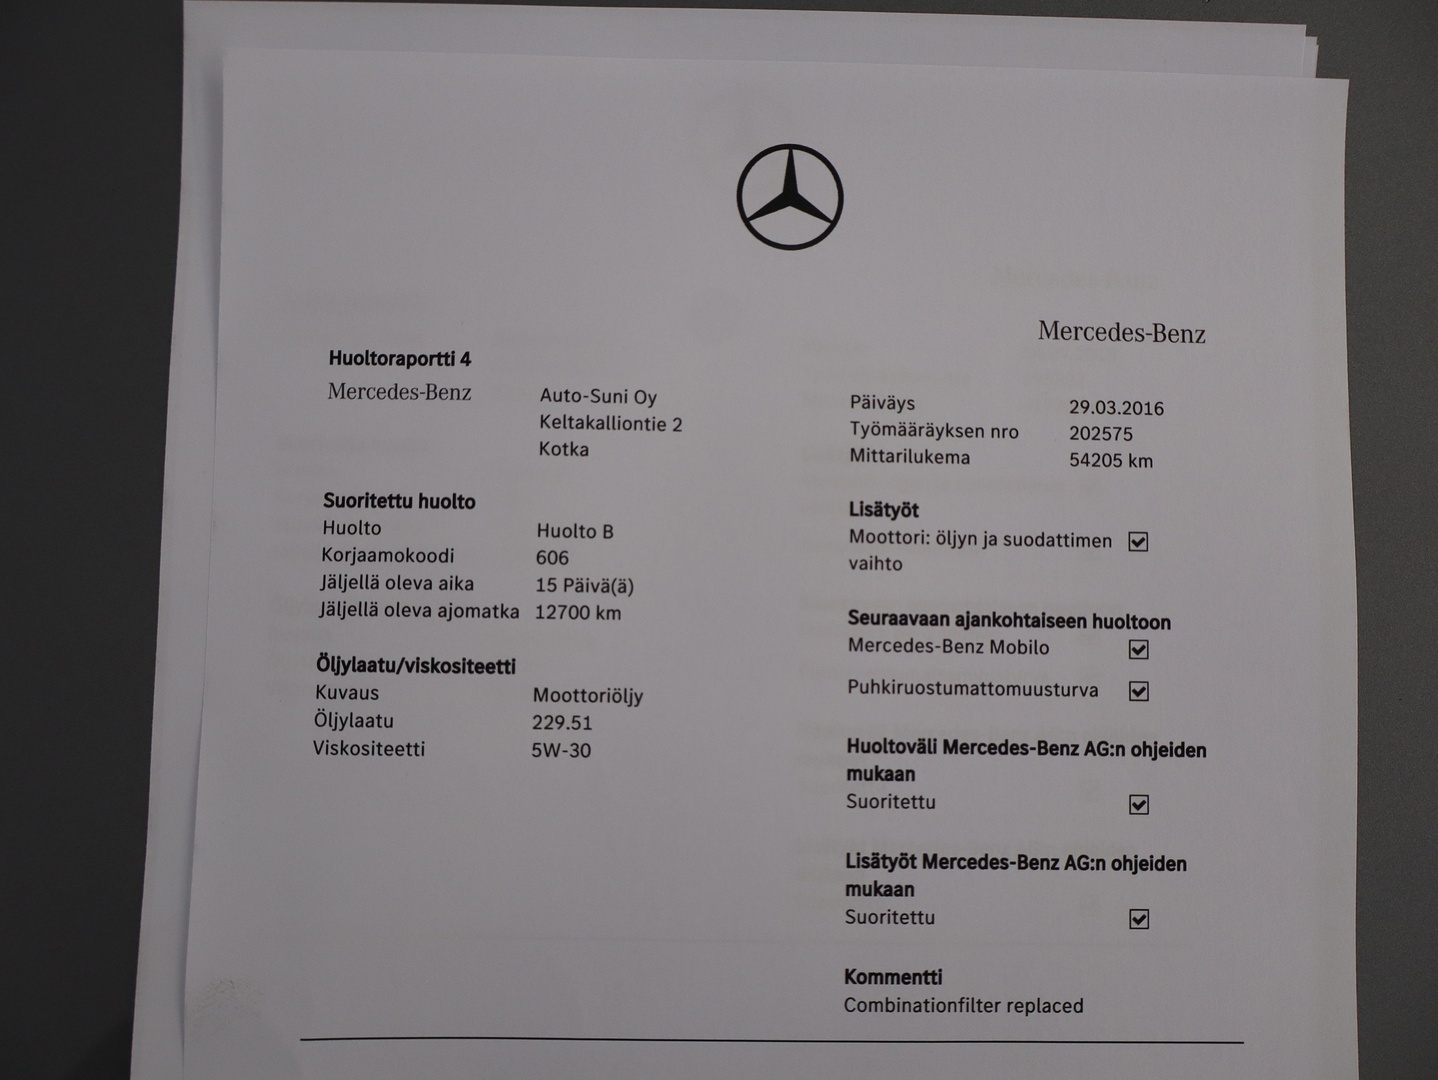 Mercedes-Benz
Huoltoraportti 4
Mercedes-Benz
Auto-Suni Oy
Keltakalliontie 2
Kotka
Päiväys 29.03.2016
Työmääräyksen nro 202575
Mittarilukema 54205 km
Suoritettu huolto
Huolto Huolto B
Korjaamokoodi 606
Jäljellä oleva aika 15 Päivä(ä)
Jäljellä oleva ajomatka 12700 km
Öljylaatu/viskositeetti
Kuvaus Moottoriöljy
Öljylaatu 229.51
Viskositeetti 5W-30
Lisätyöt
Moottori: öljyn ja suodattimen
vaihto
Seuraavaan ajankohtaiseen huoltoon
Mercedes-Benz Mobilo
Puhkiruostumattomuusturva
Huoltoväli Mercedes-Benz AG:n ohjeiden
mukaan
Suoritettu
Lisätyöt Mercedes-Benz AG:n ohjeiden
mukaan
Suoritettu
Kommentti
Combinationfilter replaced